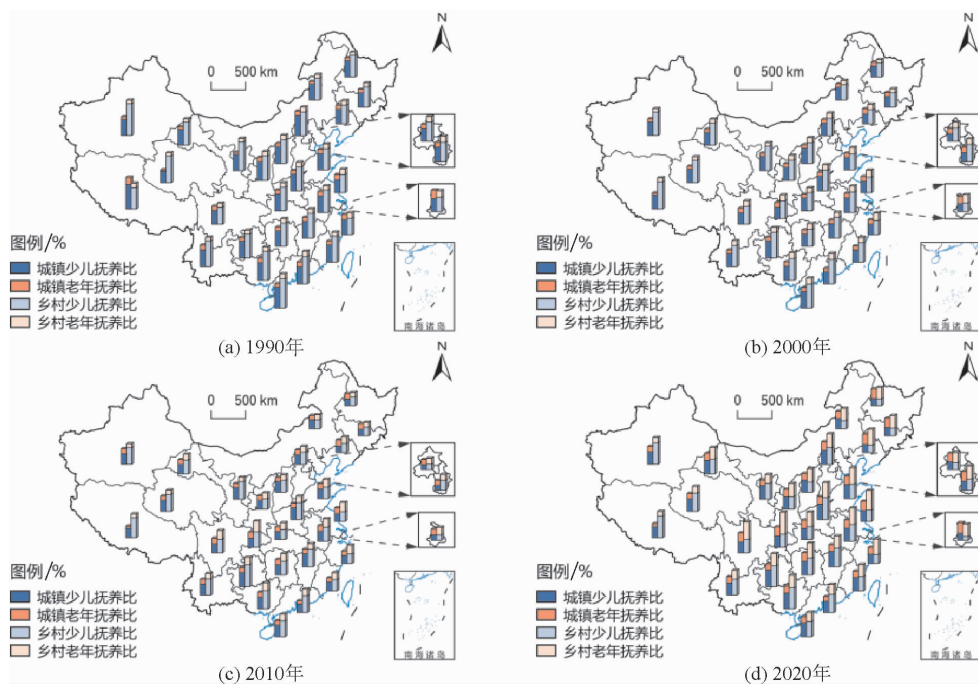 N
0 500 km
图例/%
城镇少儿抚养比
城镇老年抚养比
乡村少儿抚养比
乡村老年抚养比
南海诸岛
(a) 1990年
N
0 500 km
图例/%
城镇少儿抚养比
城镇老年抚养比
乡村少儿抚养比
乡村老年抚养比
南海诸岛
(b) 2000年
N
0 500 km
图例/%
城镇少儿抚养比
城镇老年抚养比
乡村少儿抚养比
乡村老年抚养比
南海诸岛
(c) 2010年
N
0 500 km
图例/%
城镇少儿抚养比
城镇老年抚养比
乡村少儿抚养比
乡村老年抚养比
南海诸岛
(d) 2020年